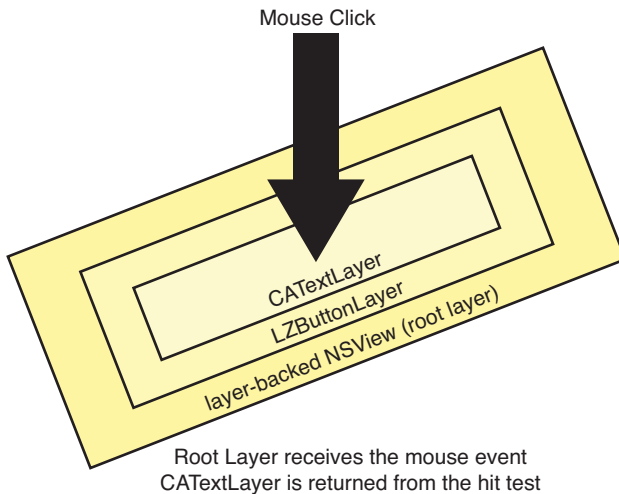 Mouse Click
CATextLayer
LZButtonLayer
layer-backed NSView (root layer)
Root Layer receives the mouse event
CATextLayer is returned from the hit test